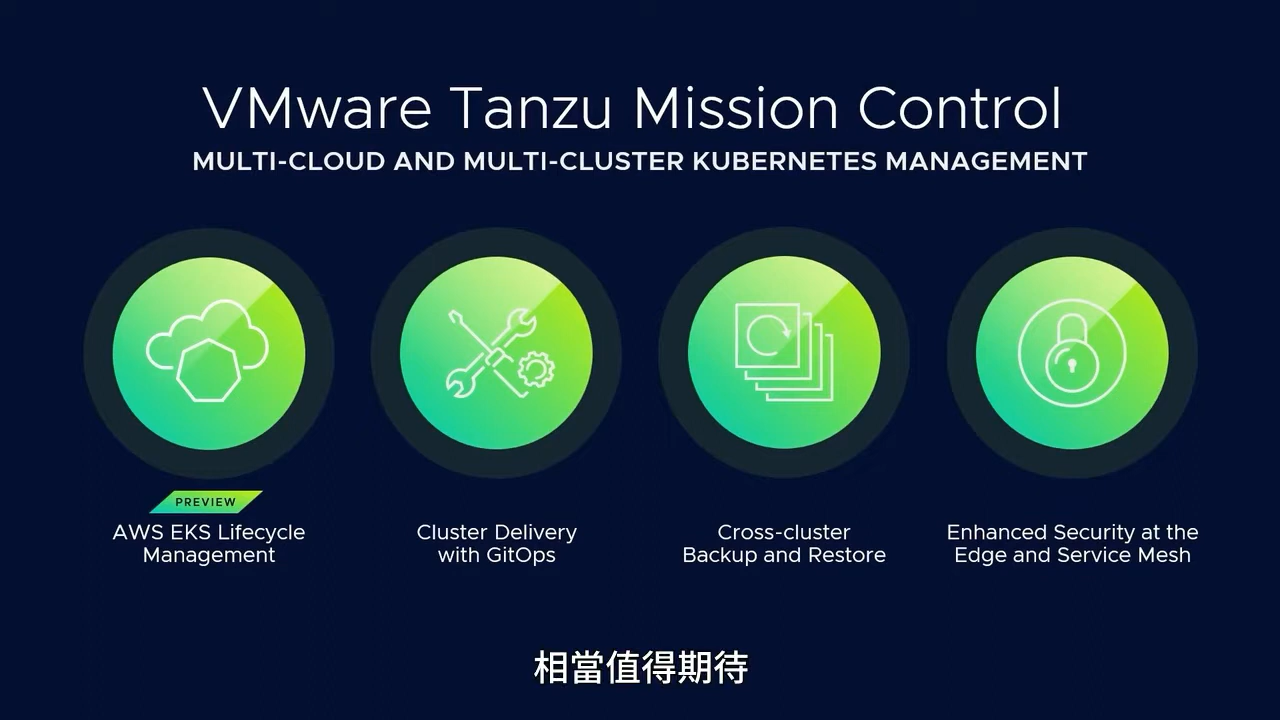 VMware Tanzu Mission Control
MULTI-CLOUD AND MULTI-CLUSTER KUBERNETES MANAGEMENT
PREVIEW
AWS EKS Lifecycle
Management
Cluster Delivery
with GitOps
Cross-cluster
Backup and Restore
Enhanced Security at the
Edge and Service Mesh
相當值得期待